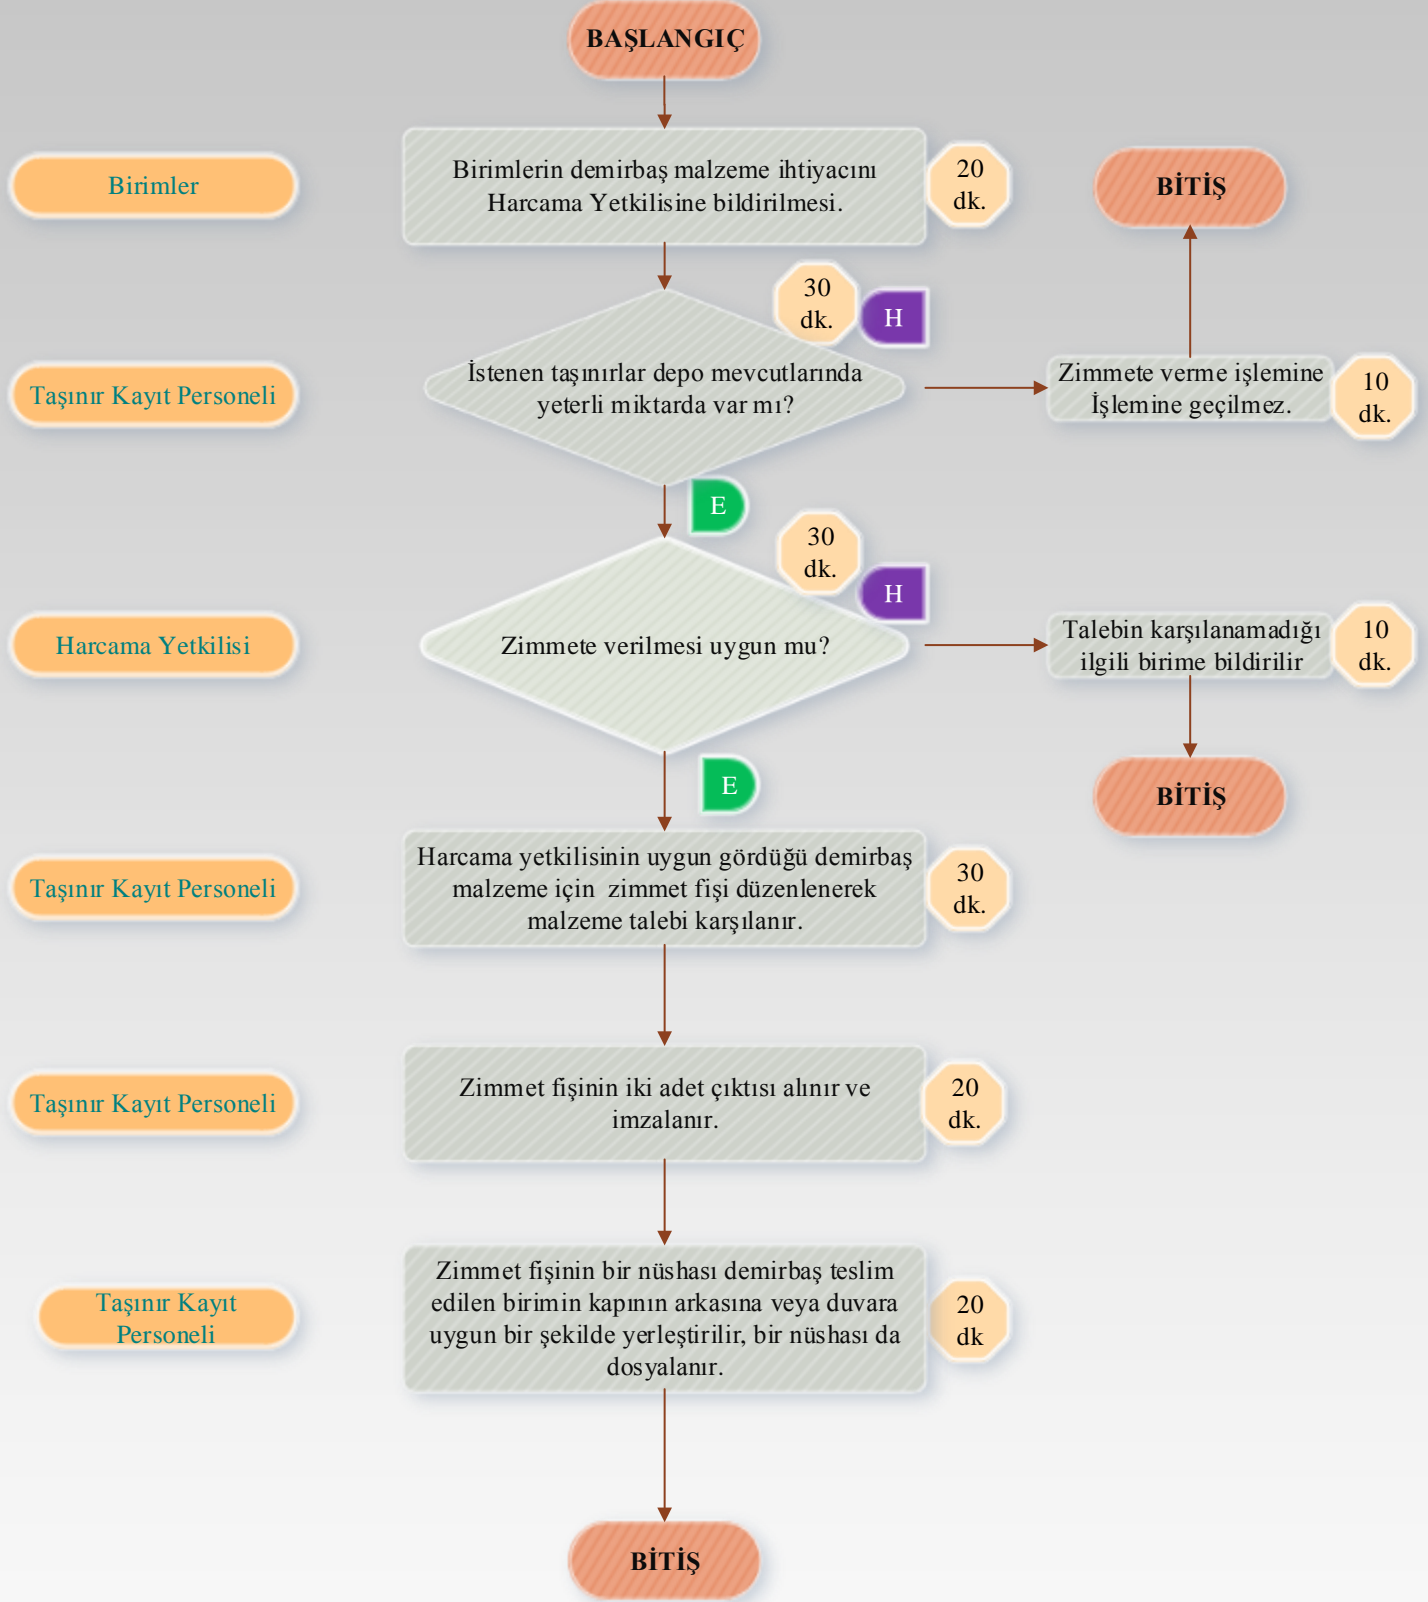 BAŞLANGIÇ
Birimler
Birimlerin demirbaş malzeme ihtiyacını
Harcama Yetkilisine bildirilmesi.
20
dk.
BİTİŞ
30
dk.
H
Taşınır Kayıt Personeli
İstenen taşınırlar depo mevcutlarında
yeterli miktarda var mı?
Zimmete verme işlemine
İşlemine geçilmez.
10
dk.
E
30
dk.
H
Harcama Yetkilisi
Zimmete verilmesi uygun mu?
Talebin karşılanamadığı
ilgili birime bildirilir
10
dk.
E
BİTİŞ
Taşınır Kayıt Personeli
Harcama yetkilisinin uygun gördüğü demirbaş
malzeme için  zimmet fişi düzenlenerek
malzeme talebi karşılanır.
30
dk.
Taşınır Kayıt Personeli
Zimmet fişinin iki adet çıktısı alınır ve
imzalanır.
20
dk.
Taşınır Kayıt
Personeli
Zimmet fişinin bir nüshası demirbaş teslim
edilen birimin kapının arkasına veya duvara
uygun bir şekilde yerleştirilir, bir nüshası da
dosyalanır.
20
dk
BİTİŞ